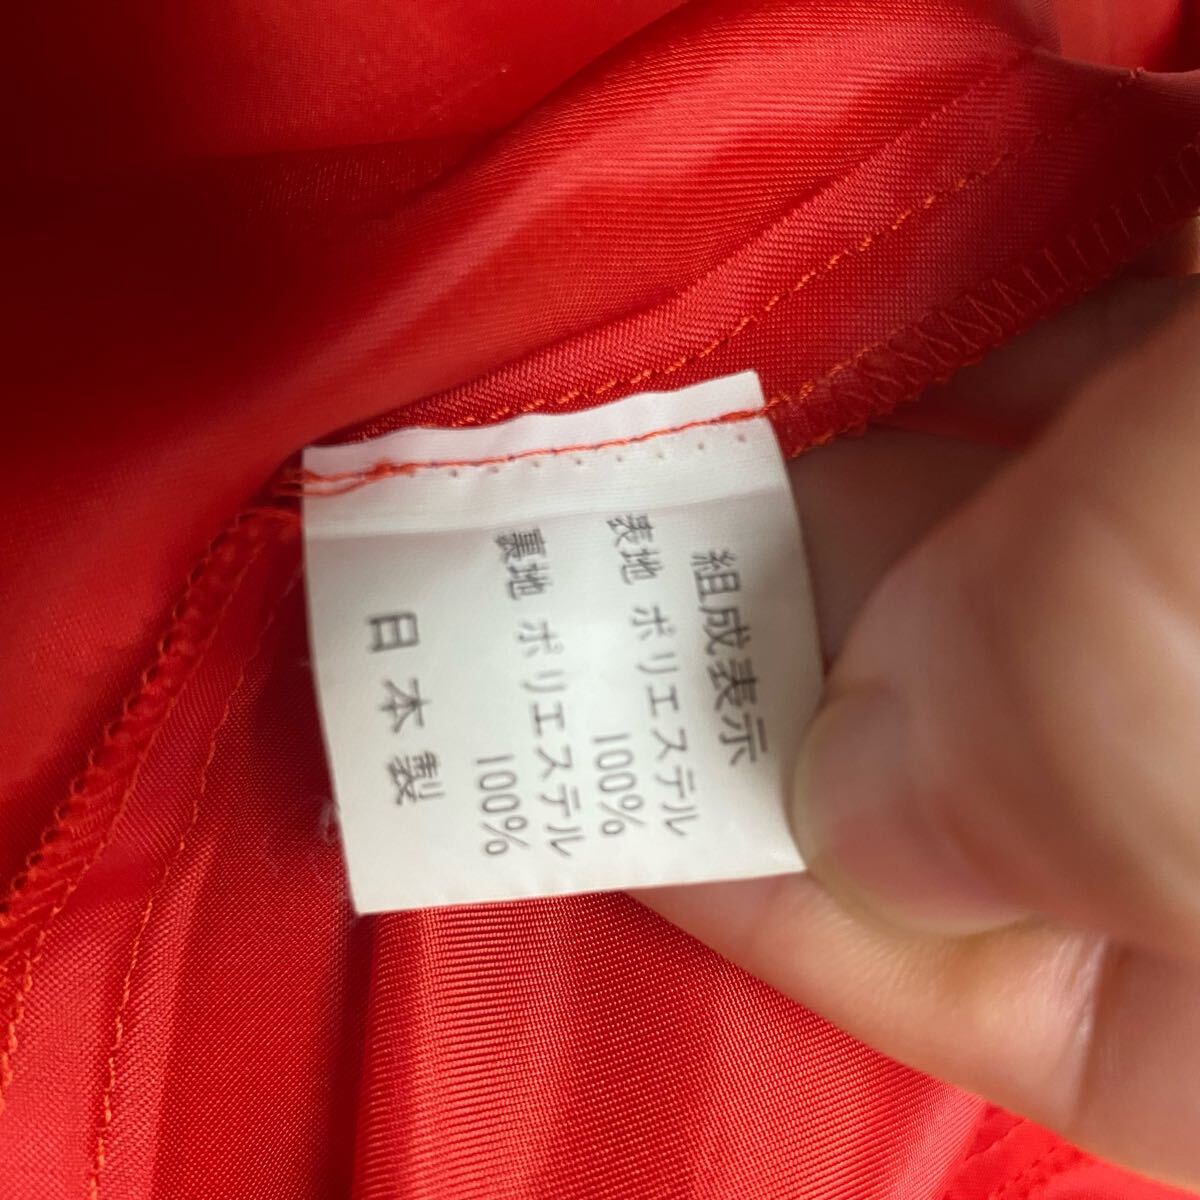 組成表示
表地 ポリエステル
100%
裏地 ポリエステル
100%
日本製